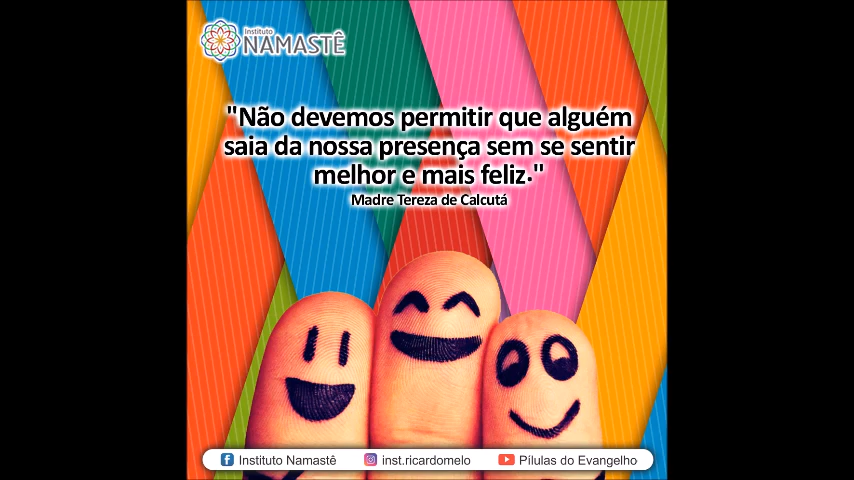 Instituto
NAMASTÊ
"Não devemos permitir que alguém
saia da nossa presença sem se sentir
melhor e mais feliz."
Madre Tereza de Calcutá
Instituto Namastê inst.ricardomelo Pílulas do Evangelho